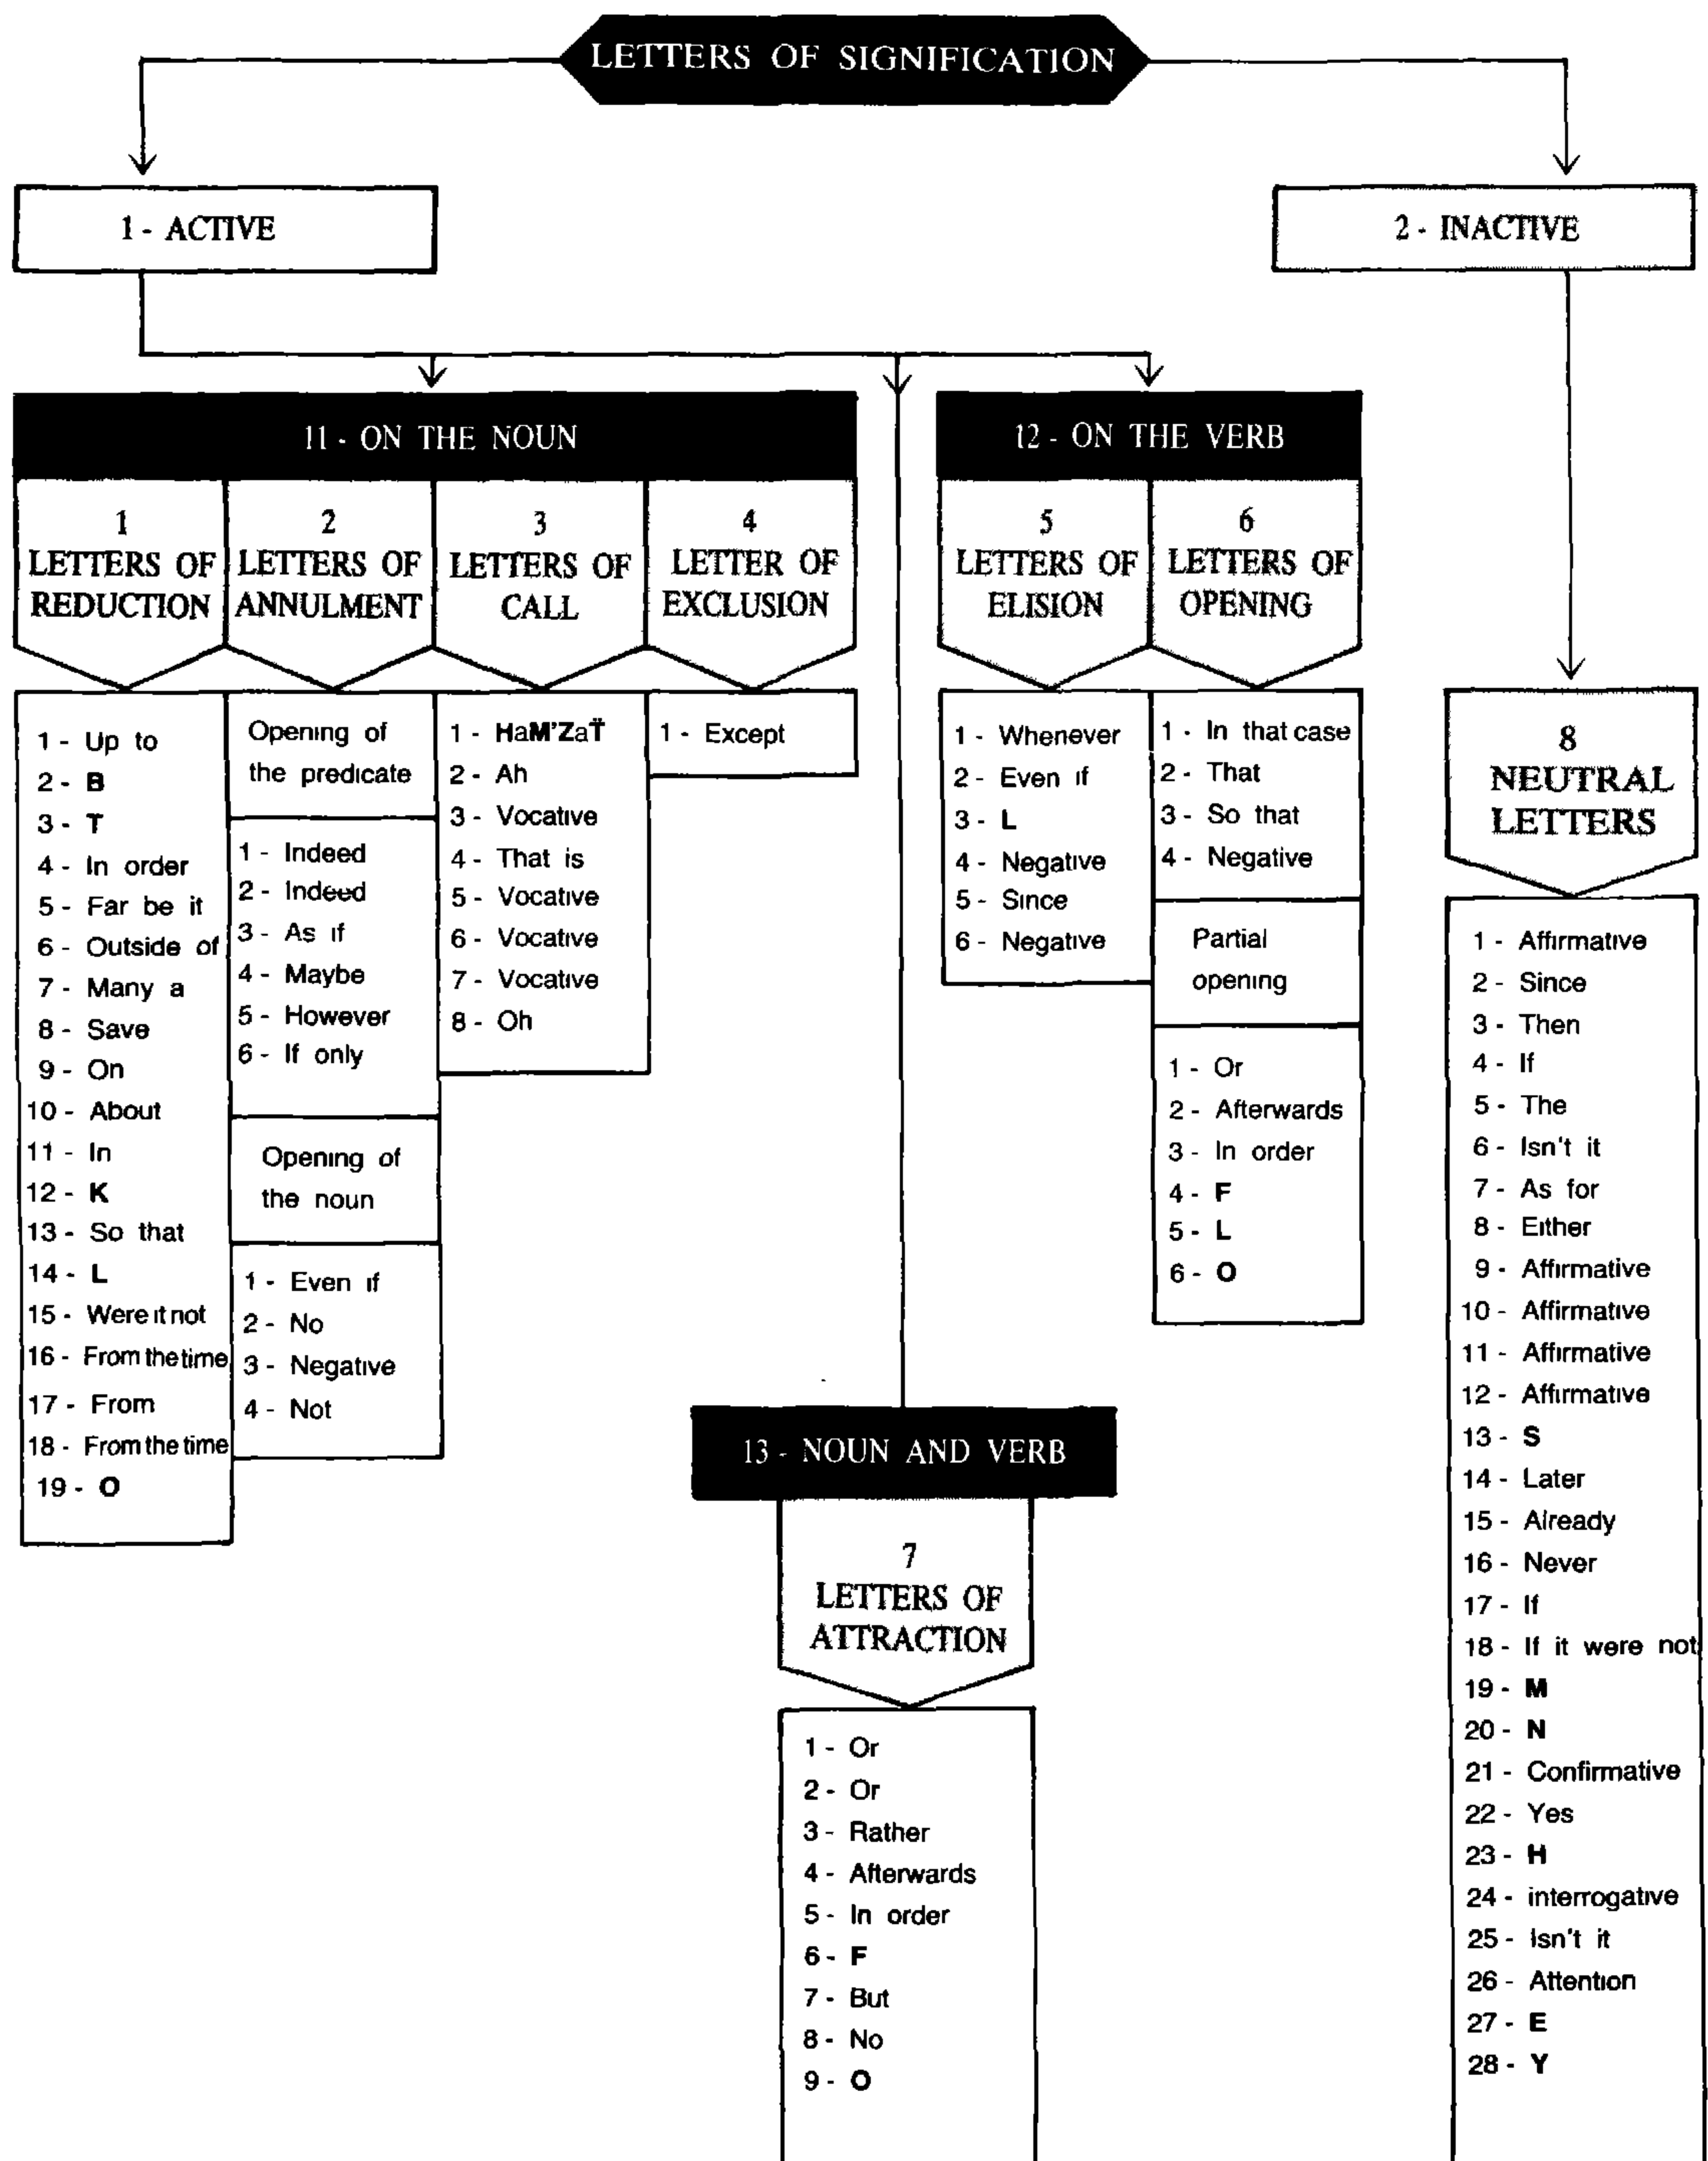 LETTERS OF SIGNIFICATION
1 - ACTIVE
2 - INACTIVE
11 - ON THE NOUN
1
LETTERS OF
REDUCTION
1 - Up to
2 - B
3 - T
4 - In order
5 - Far be it
6 - Outside of
7 - Many a
8 - Save
9 - On
10 - About
11 - In
12 - K
13 - So that
14 - L
15 - Were it not
16 - From the time
17 - From
18 - From the time
19 - O
2
LETTERS OF
ANNULMENT
Opening of
the predicate
1 - Indeed
2 - Indeed
3 - As if
4 - Maybe
5 - However
6 - If only
Opening of
the noun
1 - Even if
2 - No
3 - Negative
4 - Not
3
LETTERS OF
CALL
1 - HaM'ZaT̈
2 - Ah
3 - Vocative
4 - That is
5 - Vocative
6 - Vocative
7 - Vocative
8 - Oh
4
LETTER OF
EXCLUSION
1 - Except
12 - ON THE VERB
5
LETTERS OF
ELISION
1 - Whenever
2 - Even if
3 - L
4 - Negative
5 - Since
6 - Negative
6
LETTERS OF
OPENING
1 - In that case
2 - That
3 - So that
4 - Negative
Partial
opening
1 - Or
2 - Afterwards
3 - In order
4 - F
5 - L
6 - O
13 - NOUN AND VERB
7
LETTERS OF
ATTRACTION
1 - Or
2 - Or
3 - Rather
4 - Afterwards
5 - In order
6 - F
7 - But
8 - No
9 - O
8
NEUTRAL
LETTERS
1 - Affirmative
2 - Since
3 - Then
4 - If
5 - The
6 - Isn't it
7 - As for
8 - Either
9 - Affirmative
10 - Affirmative
11 - Affirmative
12 - Affirmative
13 - S
14 - Later
15 - Already
16 - Never
17 - If
18 - If it were not
19 - M
20 - N
21 - Confirmative
22 - Yes
23 - H
24 - interrogative
25 - Isn't it
26 - Attention
27 - E
28 - Y